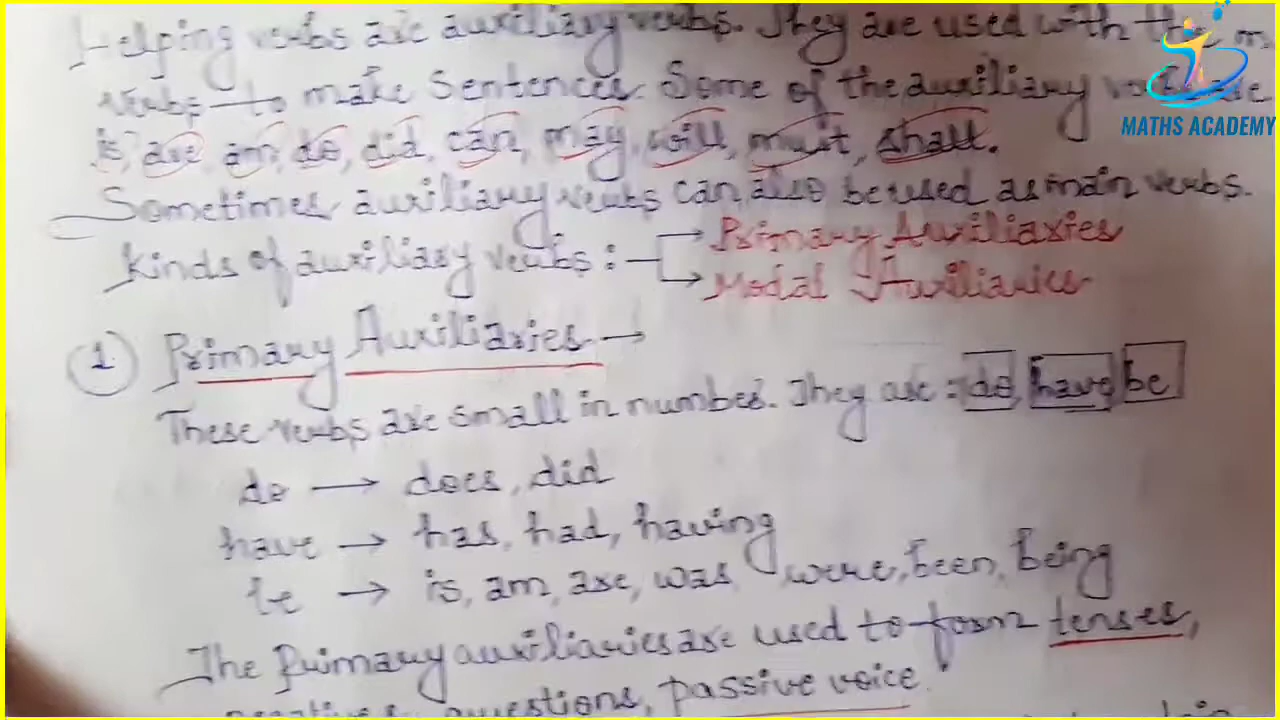 Helping verbs are auxiliary verbs. They are used with the m
verbs to make sentences. Some of the auxiliary verbs are
is, are, am, do, did, can, may, will, must, shall.
Sometimes auxiliary verbs can also be used as main verbs.
Kinds of auxiliary verbs :- Primary Auxiliaries
Modal Auxiliaries
1 Primary Auxiliaries →
These verbs are small in number. They are :- do, have, be
do → does, did
have → has, had, having
be → is, am, are, was were, been, being
The Primary auxiliaries are used to form tenses,
questions, passive voice.
MATHS ACADEMY